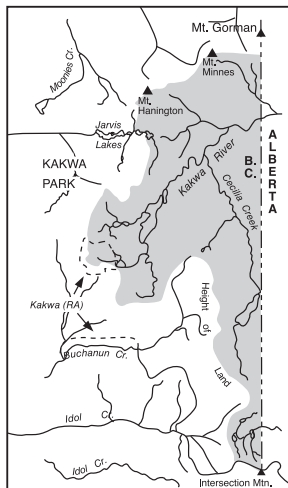 Mt. Gorman
Moonies Cr.
Mt.
Minnes
Mt.
Hanington
Jarvis
Lakes
ALBERTA
B.C.
KAKWA
PARK
Kakwa River
Cecilia Creek
Kakwa (RA)
Height of
Land
Buchanun Cr.
Idol Cr.
Idol Cr.
Intersection Mtn.